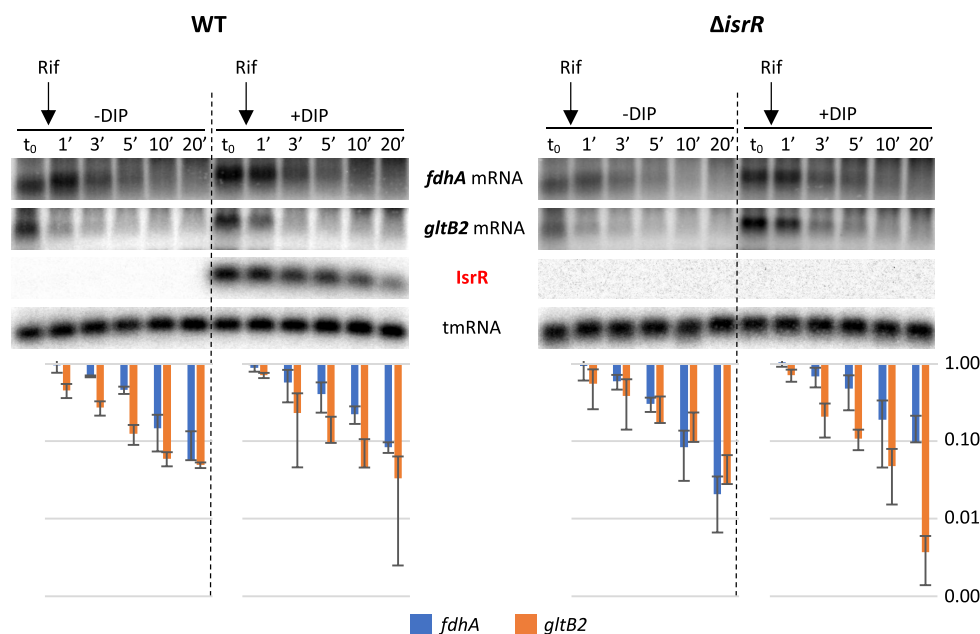 WT ΔisrR
Rif Rif Rif Rif
-DIP +DIP -DIP +DIP
t0 1' 3' 5' 10' 20' t0 1' 3' 5' 10' 20' t0 1' 3' 5' 10' 20' t0 1' 3' 5' 10' 20'
fdhA mRNA
gltB2 mRNA
IsrR
tmRNA
1.00
0.10
0.01
0.00
fdhA gltB2